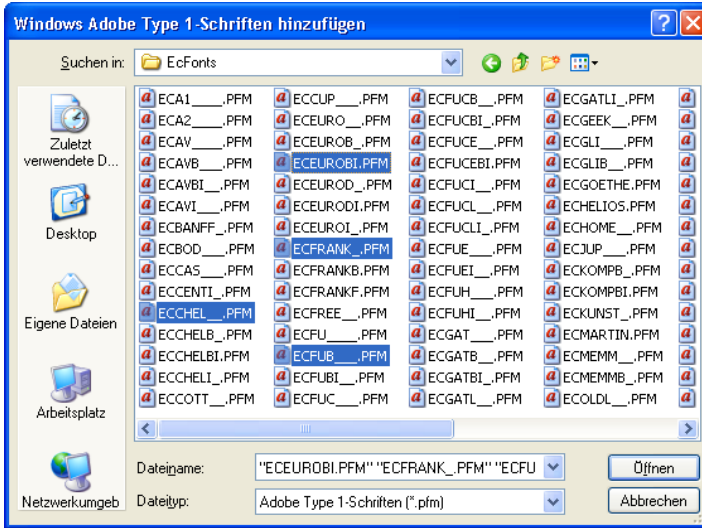 Windows Adobe Type 1-Schriften hinzufügen
Suchen in: EcFonts
Zuletzt verwendete D...
Desktop
Eigene Dateien
Arbeitsplatz
Netzwerkumgeb
ECA1____.PFM
ECA2____.PFM
ECAV____.PFM
ECAVB___.PFM
ECAVBI__.PFM
ECAVI___.PFM
ECBANFF_.PFM
ECBOD___.PFM
ECCAS___.PFM
ECCENTI_.PFM
ECCHEL__.PFM
ECCHELB_.PFM
ECCHELBI.PFM
ECCHELI_.PFM
ECCOTT__.PFM
ECCUP___.PFM
ECEURO__.PFM
ECEUROB_.PFM
ECEUROBI.PFM
ECEUROD_.PFM
ECEURODI.PFM
ECEUROI_.PFM
ECFRANK_.PFM
ECFRANKB.PFM
ECFRANKF.PFM
ECFREE__.PFM
ECFU____.PFM
ECFUB___.PFM
ECFUBI__.PFM
ECFUC___.PFM
ECFUCB__.PFM
ECFUCBI_.PFM
ECFUCE__.PFM
ECFUCEBI.PFM
ECFUCI__.PFM
ECFUCL__.PFM
ECFUCLI_.PFM
ECFUE___.PFM
ECFUEI__.PFM
ECFUH___.PFM
ECFUHI__.PFM
ECGAT___.PFM
ECGATB__.PFM
ECGATBI_.PFM
ECGATL__.PFM
ECGATLI_.PFM
ECGEEK__.PFM
ECGLI___.PFM
ECGLIB__.PFM
ECGOETHE.PFM
ECHELIOS.PFM
ECHOME__.PFM
ECJUP___.PFM
ECKOMPB_.PFM
ECKOMPBI.PFM
ECKUNST_.PFM
ECMARTIN.PFM
ECMEMM__.PFM
ECMEMMB_.PFM
ECOLDL__.PFM
Dateiname: "ECEUROBI.PFM" "ECFRANK_.PFM" "ECFU
Öffnen
Dateityp: Adobe Type 1-Schriften (*.pfm)
Abbrechen